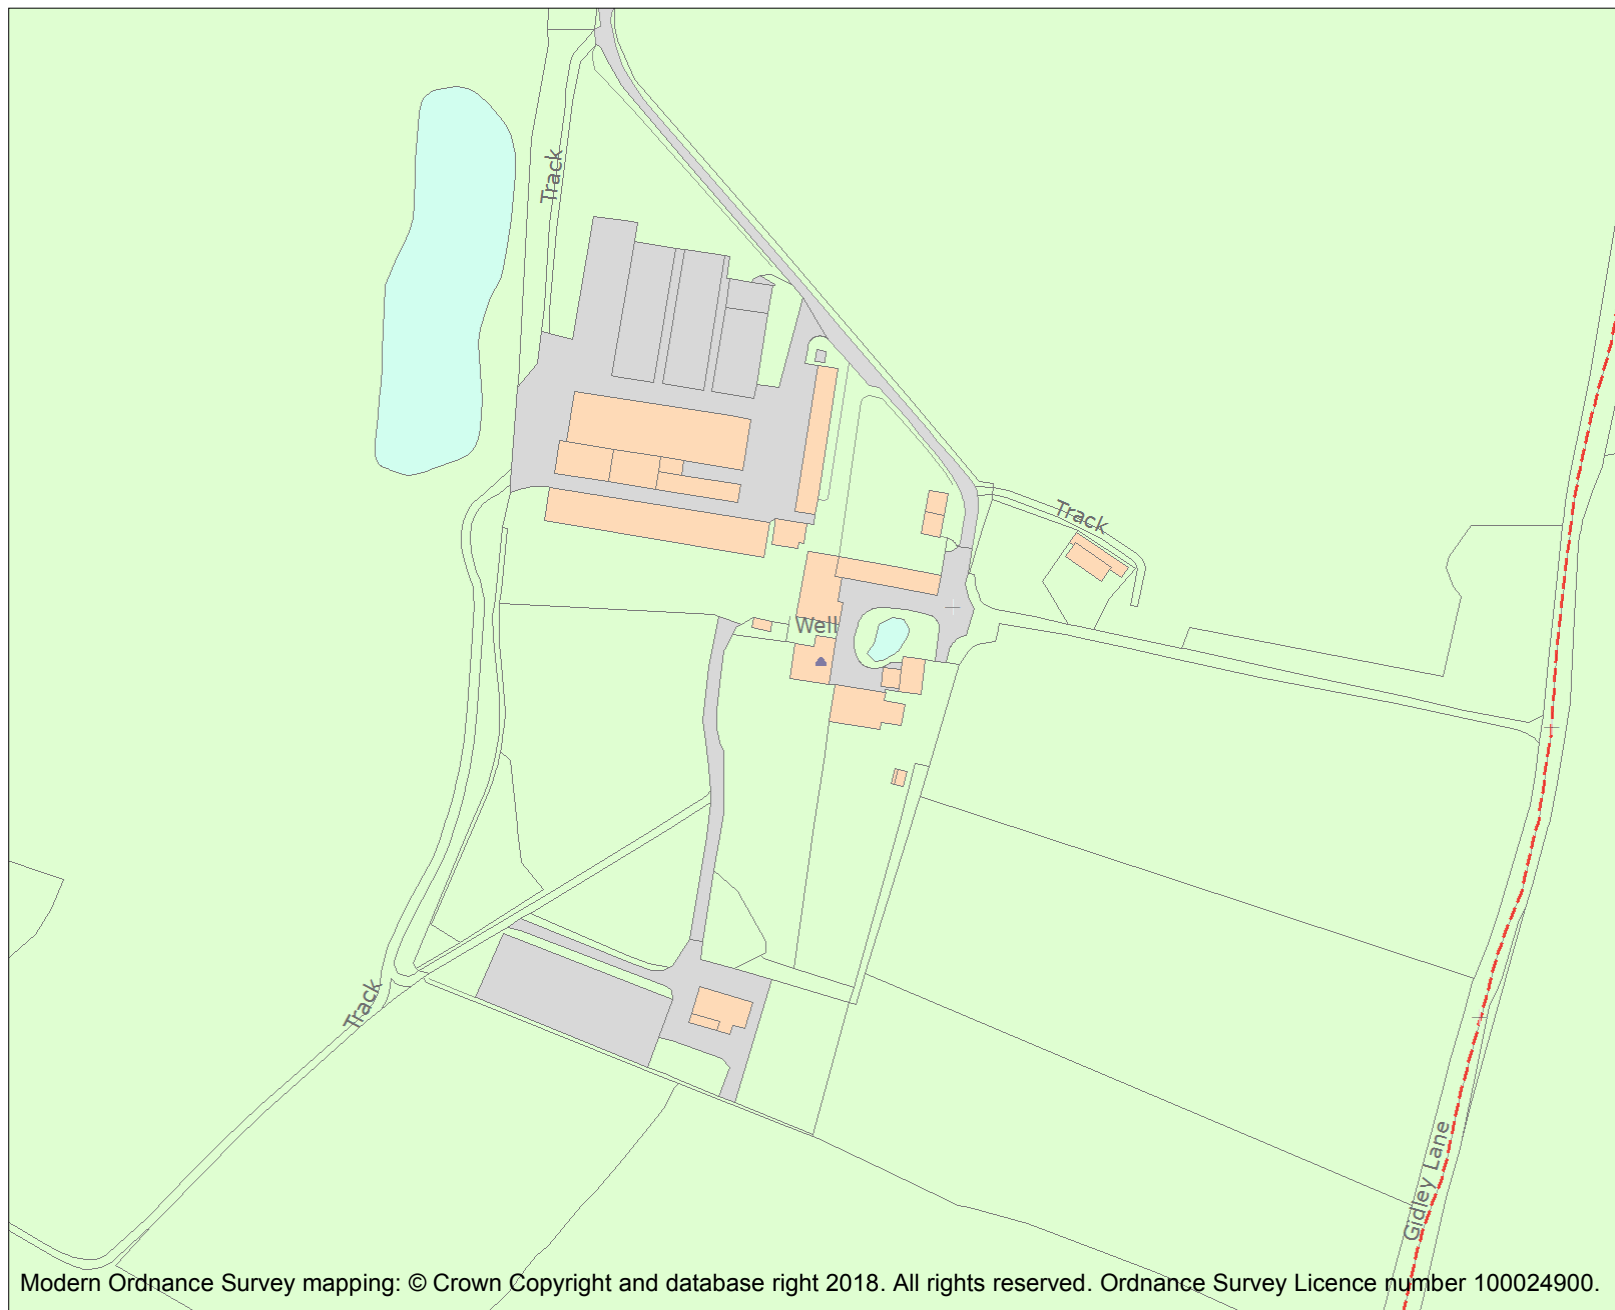 Track
Track
Well
Track
Gidley Lane
Modern Ordnance Survey mapping: © Crown Copyright and database right 2018. All rights reserved. Ordnance Survey Licence number 100024900.